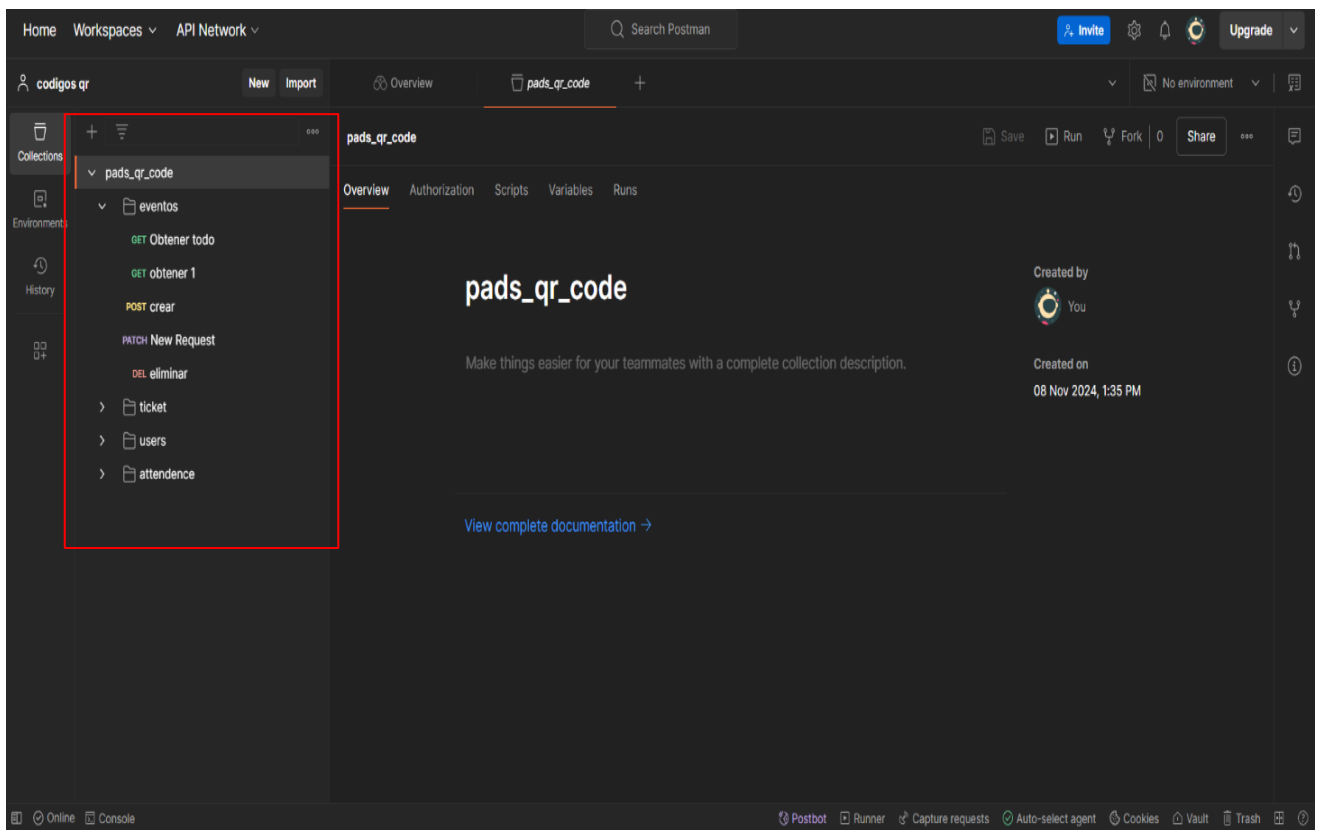 Home Workspaces API Network Search Postman Invite Upgrade
codigos qr New Import Overview pads_qr_code No environment
Collections
Environments
History
pads_qr_code
eventos
GET Obtener todo
GET obtener 1
POST crear
PATCH New Request
DEL eliminar
ticket
users
attendence
pads_qr_code Save Run Fork 0 Share
Overview Authorization Scripts Variables Runs
pads_qr_code
Make things easier for your teammates with a complete collection description.
View complete documentation →
Created by
You
Created on
08 Nov 2024, 1:35 PM
Online Console Postbot Runner Capture requests Auto-select agent Cookies Vault Trash